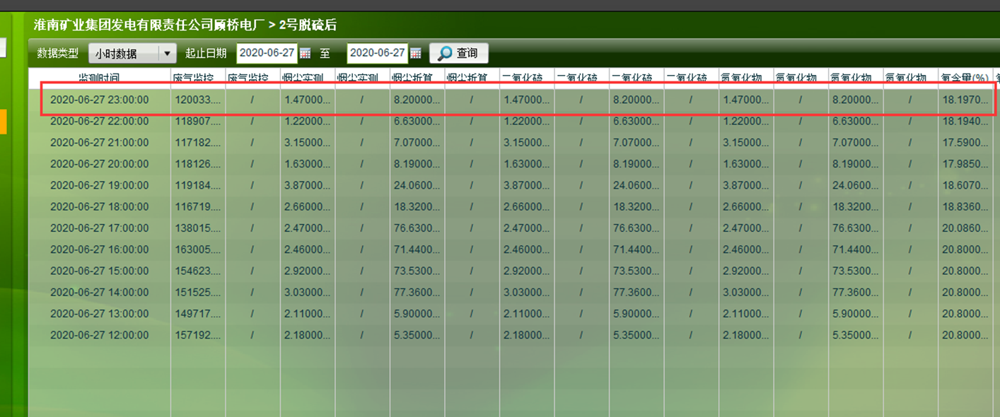 淮南矿业集团发电有限责任公司顾桥电厂 > 2号脱硫后
数据类型 小时数据 起止日期 2020-06-27 至 2020-06-27 查询
监测时间 废气监控 废气监控 烟尘实测 烟尘实测 烟尘折算 烟尘折算 二氧化硫 二氧化硫 二氧化硫 二氧化硫 氮氧化物 氮氧化物 氮氧化物 氮氧化物 氧含量(%)
2020-06-27 23:00:00 120033.... / 1.47000... / 8.20000... / 1.47000... / 8.20000... / 1.47000... / 8.20000... / 18.1970...
2020-06-27 22:00:00 118907.... / 1.22000... / 6.63000... / 1.22000... / 6.63000... / 1.22000... / 6.63000... / 18.1940...
2020-06-27 21:00:00 117182.... / 3.15000... / 7.07000... / 3.15000... / 7.07000... / 3.15000... / 7.07000... / 17.5900...
2020-06-27 20:00:00 118126.... / 1.63000... / 8.19000... / 1.63000... / 8.19000... / 1.63000... / 8.19000... / 17.9850...
2020-06-27 19:00:00 119184.... / 3.87000... / 24.0600... / 3.87000... / 24.0600... / 3.87000... / 24.0600... / 18.6070...
2020-06-27 18:00:00 116719.... / 2.66000... / 18.3200... / 2.66000... / 18.3200... / 2.66000... / 18.3200... / 18.8360...
2020-06-27 17:00:00 138015.... / 2.47000... / 76.6300... / 2.47000... / 76.6300... / 2.47000... / 76.6300... / 20.0860...
2020-06-27 16:00:00 163005.... / 2.46000... / 71.4400... / 2.46000... / 71.4400... / 2.46000... / 71.4400... / 20.8000...
2020-06-27 15:00:00 154623.... / 2.92000... / 73.5300... / 2.92000... / 73.5300... / 2.92000... / 73.5300... / 20.8000...
2020-06-27 14:00:00 151525.... / 3.03000... / 77.3600... / 3.03000... / 77.3600... / 3.03000... / 77.3600... / 20.8000...
2020-06-27 13:00:00 149717.... / 2.11000... / 5.90000... / 2.11000... / 5.90000... / 2.11000... / 5.90000... / 20.8000...
2020-06-27 12:00:00 157192.... / 2.18000... / 5.35000... / 2.18000... / 5.35000... / 2.18000... / 5.35000... / 20.8000...